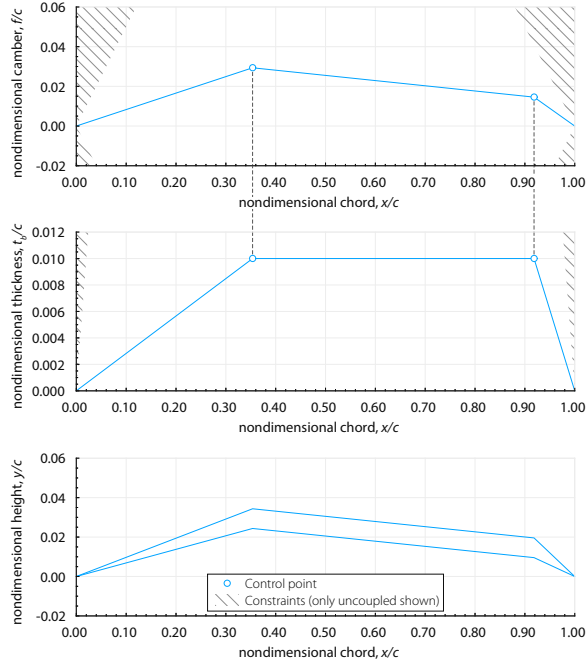 nondimensional camber, f/c
0.06
0.04
0.02
0.00
-0.02
0.00 0.10 0.20 0.30 0.40 0.50 0.60 0.70 0.80 0.90 1.00
nondimensional chord, x/c
nondimensional thickness, t_b/c
0.012
0.010
0.008
0.006
0.004
0.002
0.000
0.00 0.10 0.20 0.30 0.40 0.50 0.60 0.70 0.80 0.90 1.00
nondimensional chord, x/c
nondimensional height, y/c
0.06
0.04
0.02
0.00
-0.02
Control point
Constraints (only uncoupled shown)
0.00 0.10 0.20 0.30 0.40 0.50 0.60 0.70 0.80 0.90 1.00
nondimensional chord, x/c